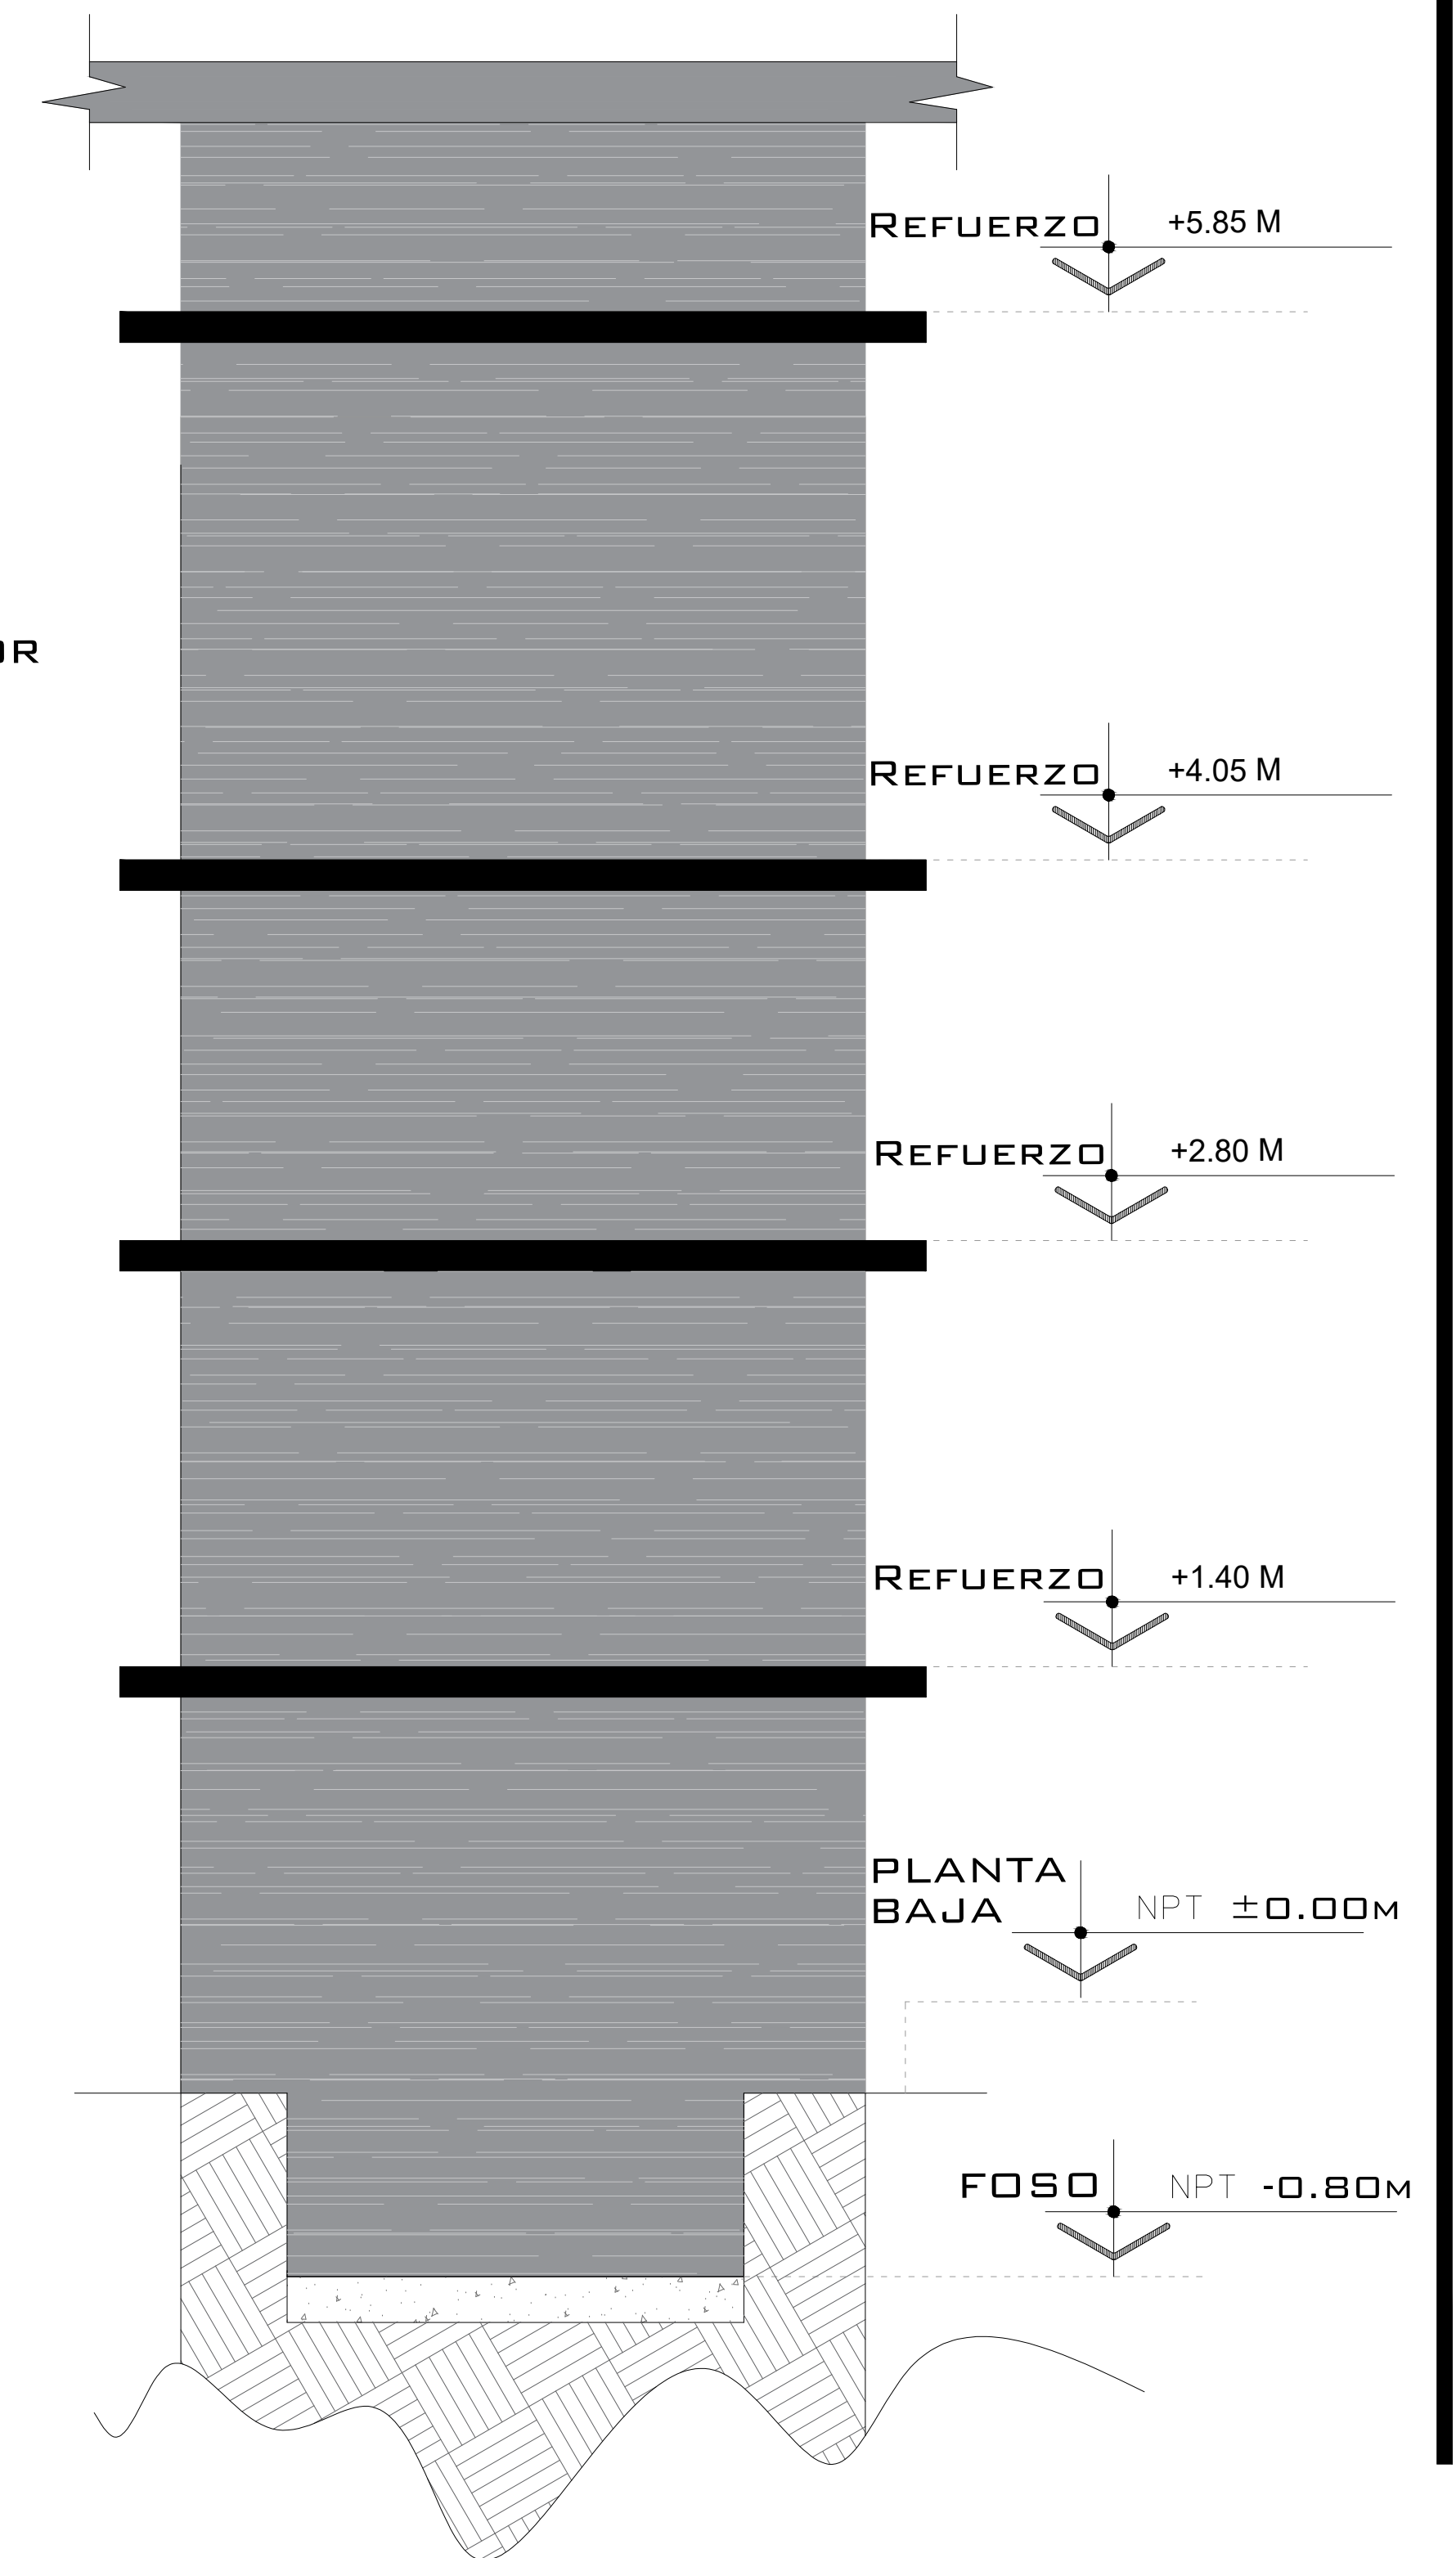 REFUERZO +5.85 M
OR
REFUERZO +4.05 M
REFUERZO +2.80 M
REFUERZO +1.40 M
PLANTA
BAJA NPT ±0.00M
FOSO NPT -0.80M